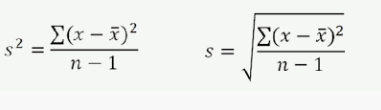 s² = ∑(x − x̄)² / n − 1
s = √∑(x − x̄)² / n − 1